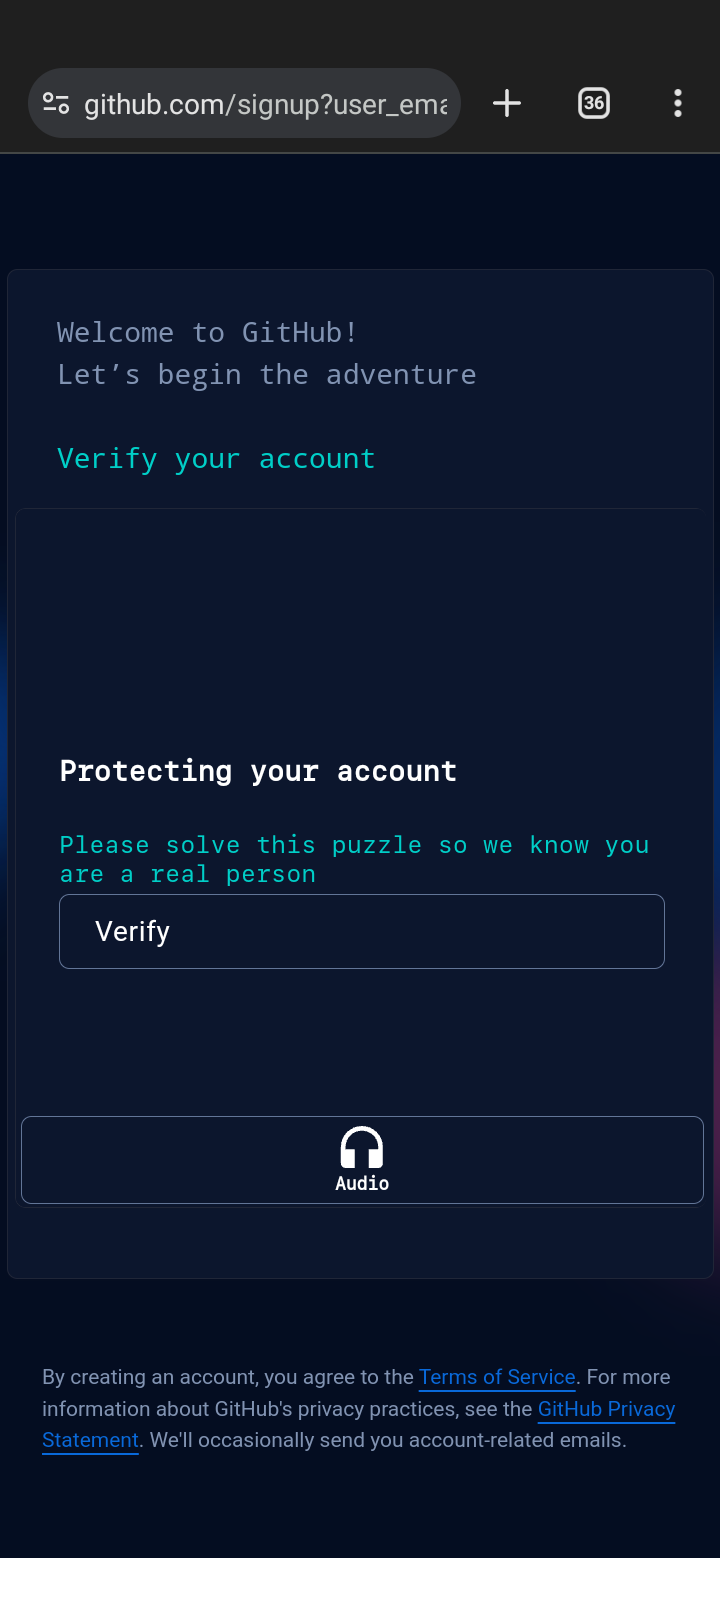 github.com/signup?user_ema
36
Welcome to GitHub!
Let’s begin the adventure
Verify your account
Protecting your account
Please solve this puzzle so we know you
are a real person
Verify
Audio
By creating an account, you agree to the Terms of Service. For more
information about GitHub's privacy practices, see the GitHub Privacy
Statement. We'll occasionally send you account-related emails.